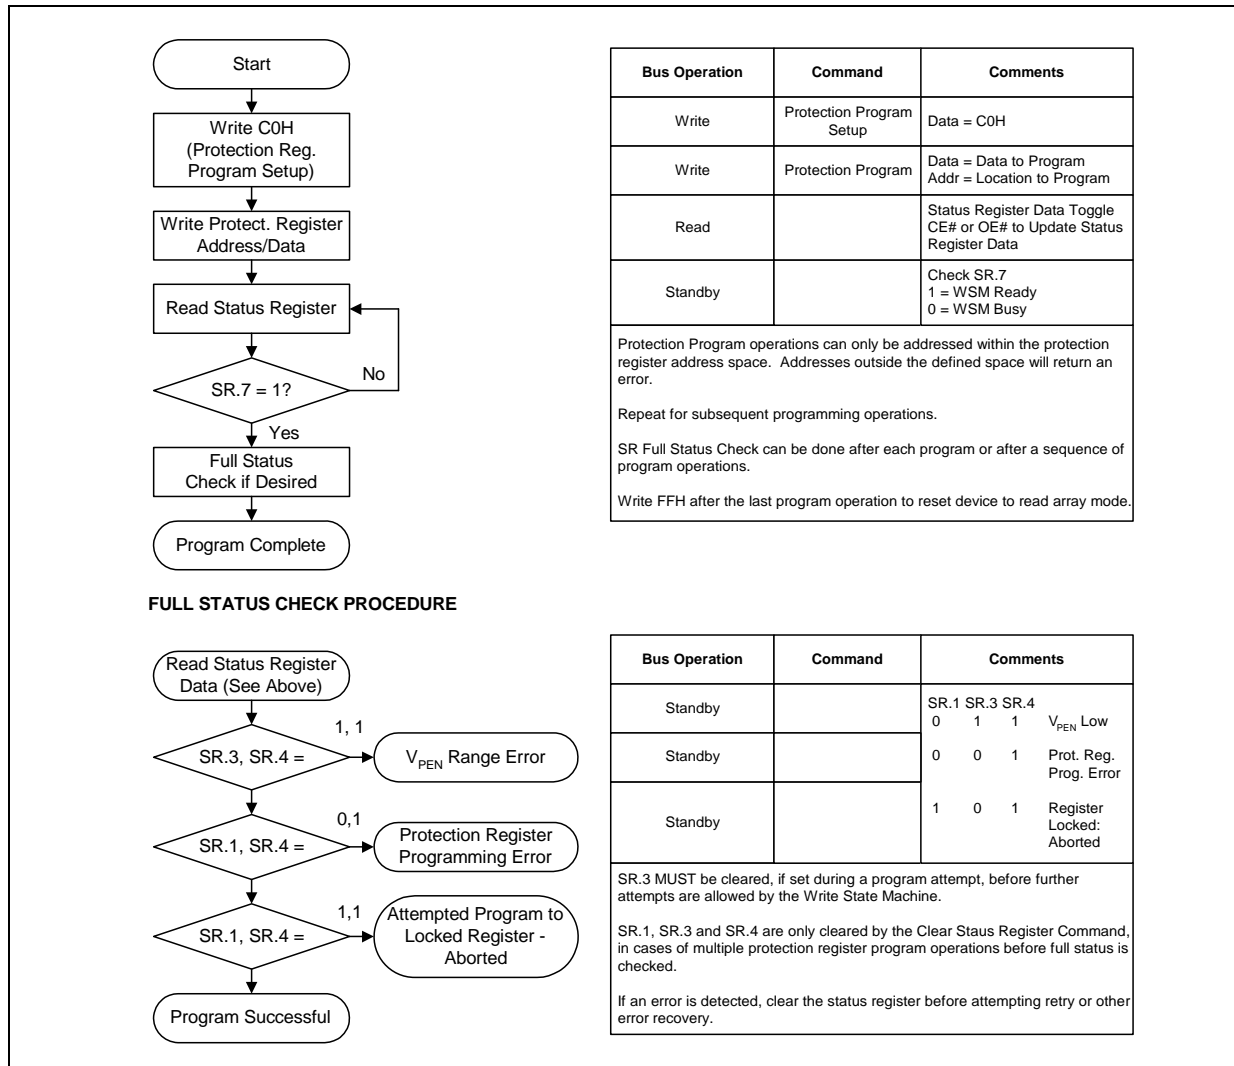 Start
Write C0H
(Protection Reg.
Program Setup)
Write Protect. Register
Address/Data
Read Status Register
SR.7 = 1?
No
Yes
Full Status
Check if Desired
Program Complete
Bus Operation Command Comments
Write Protection Program Setup Data = C0H
Write Protection Program Data = Data to Program
Addr = Location to Program
Read Status Register Data Toggle
CE# or OE# to Update Status
Register Data
Standby Check SR.7
1 = WSM Ready
0 = WSM Busy
Protection Program operations can only be addressed within the protection
register address space. Addresses outside the defined space will return an
error.
Repeat for subsequent programming operations.
SR Full Status Check can be done after each program or after a sequence of
program operations.
Write FFH after the last program operation to reset device to read array mode.
FULL STATUS CHECK PROCEDURE
Read Status Register
Data (See Above)
SR.3, SR.4 =
1, 1
VPEN Range Error
SR.1, SR.4 =
0,1
Protection Register
Programming Error
SR.1, SR.4 =
1,1
Attempted Program to
Locked Register -
Aborted
Program Successful
Bus Operation Command Comments
Standby SR.1 SR.3 SR.4
0 1 1 VPEN Low
Standby 0 0 1 Prot. Reg.
Prog. Error
Standby 1 0 1 Register
Locked:
Aborted
SR.3 MUST be cleared, if set during a program attempt, before further
attempts are allowed by the Write State Machine.
SR.1, SR.3 and SR.4 are only cleared by the Clear Staus Register Command,
in cases of multiple protection register program operations before full status is
checked.
If an error is detected, clear the status register before attempting retry or other
error recovery.